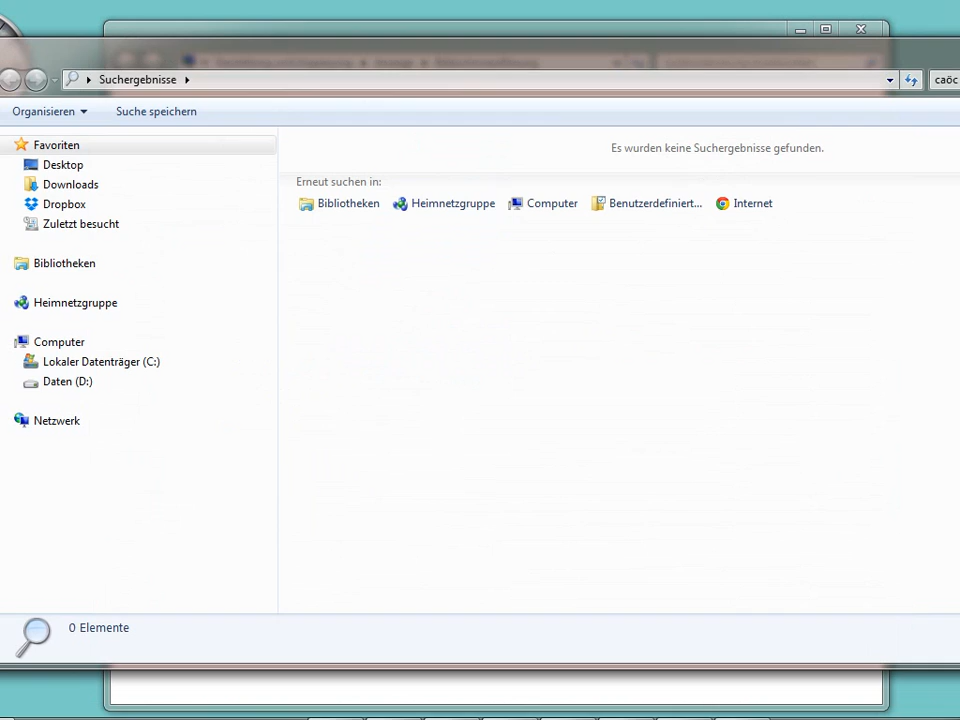 Suchergebnisse
caöc
Organisieren
Suche speichern
Favoriten
Desktop
Downloads
Dropbox
Zuletzt besucht
Bibliotheken
Heimnetzgruppe
Computer
Lokaler Datenträger (C:)
Daten (D:)
Netzwerk
Es wurden keine Suchergebnisse gefunden.
Erneut suchen in:
Bibliotheken Heimnetzgruppe Computer Benutzerdefiniert... Internet
0 Elemente